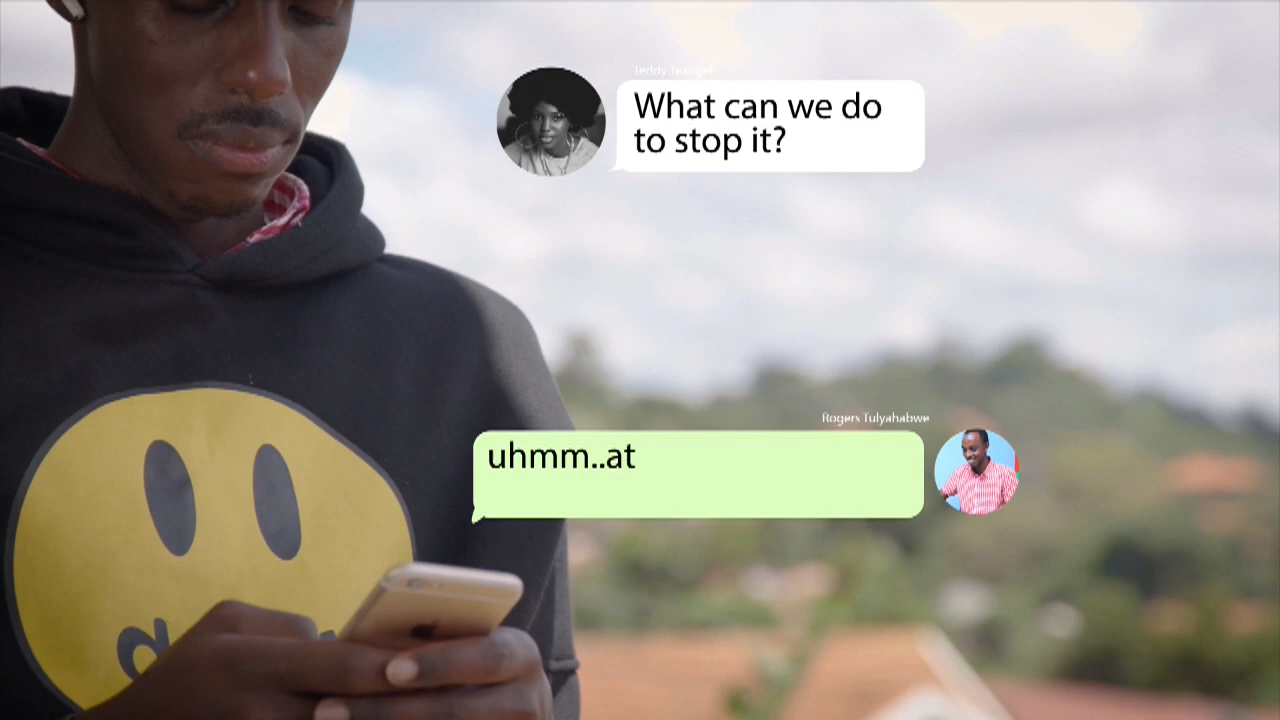 Teddy Teangel
What can we do
to stop it?
Rogers Tulyahabwe
uhmm..at